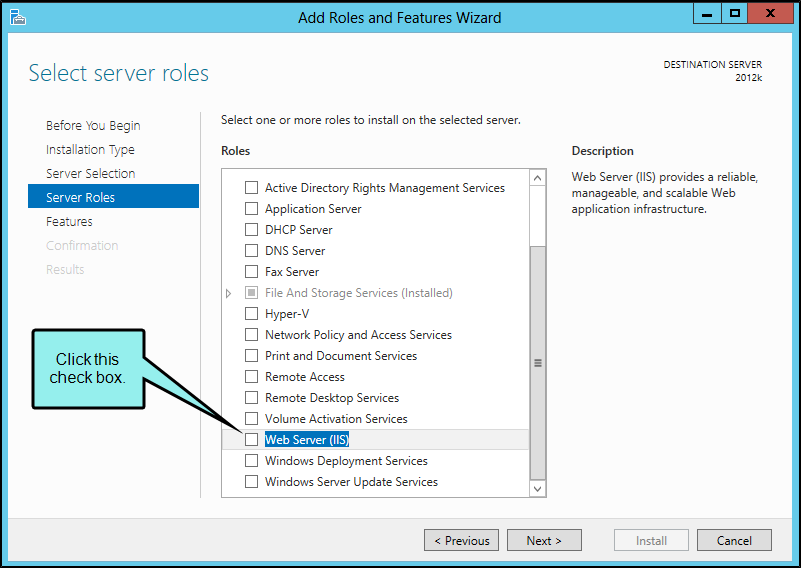 Add Roles and Features Wizard
Select server roles
DESTINATION SERVER
2012k
Before You Begin
Installation Type
Server Selection
Server Roles
Features
Confirmation
Results
Select one or more roles to install on the selected server.
Roles
Active Directory Rights Management Services
Application Server
DHCP Server
DNS Server
Fax Server
File And Storage Services (Installed)
Hyper-V
Network Policy and Access Services
Print and Document Services
Remote Access
Remote Desktop Services
Volume Activation Services
Web Server (IIS)
Windows Deployment Services
Windows Server Update Services
Description
Web Server (IIS) provides a reliable,
manageable, and scalable Web
application infrastructure.
Click this
check box.
< Previous
Next >
Install
Cancel